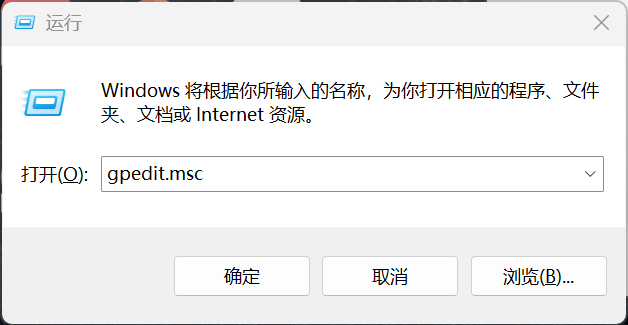 运行
Windows 将根据你所输入的名称，为你打开相应的程序、文件
夹、文档或 Internet 资源。
打开(O): gpedit.msc
确定 取消 浏览(B)...